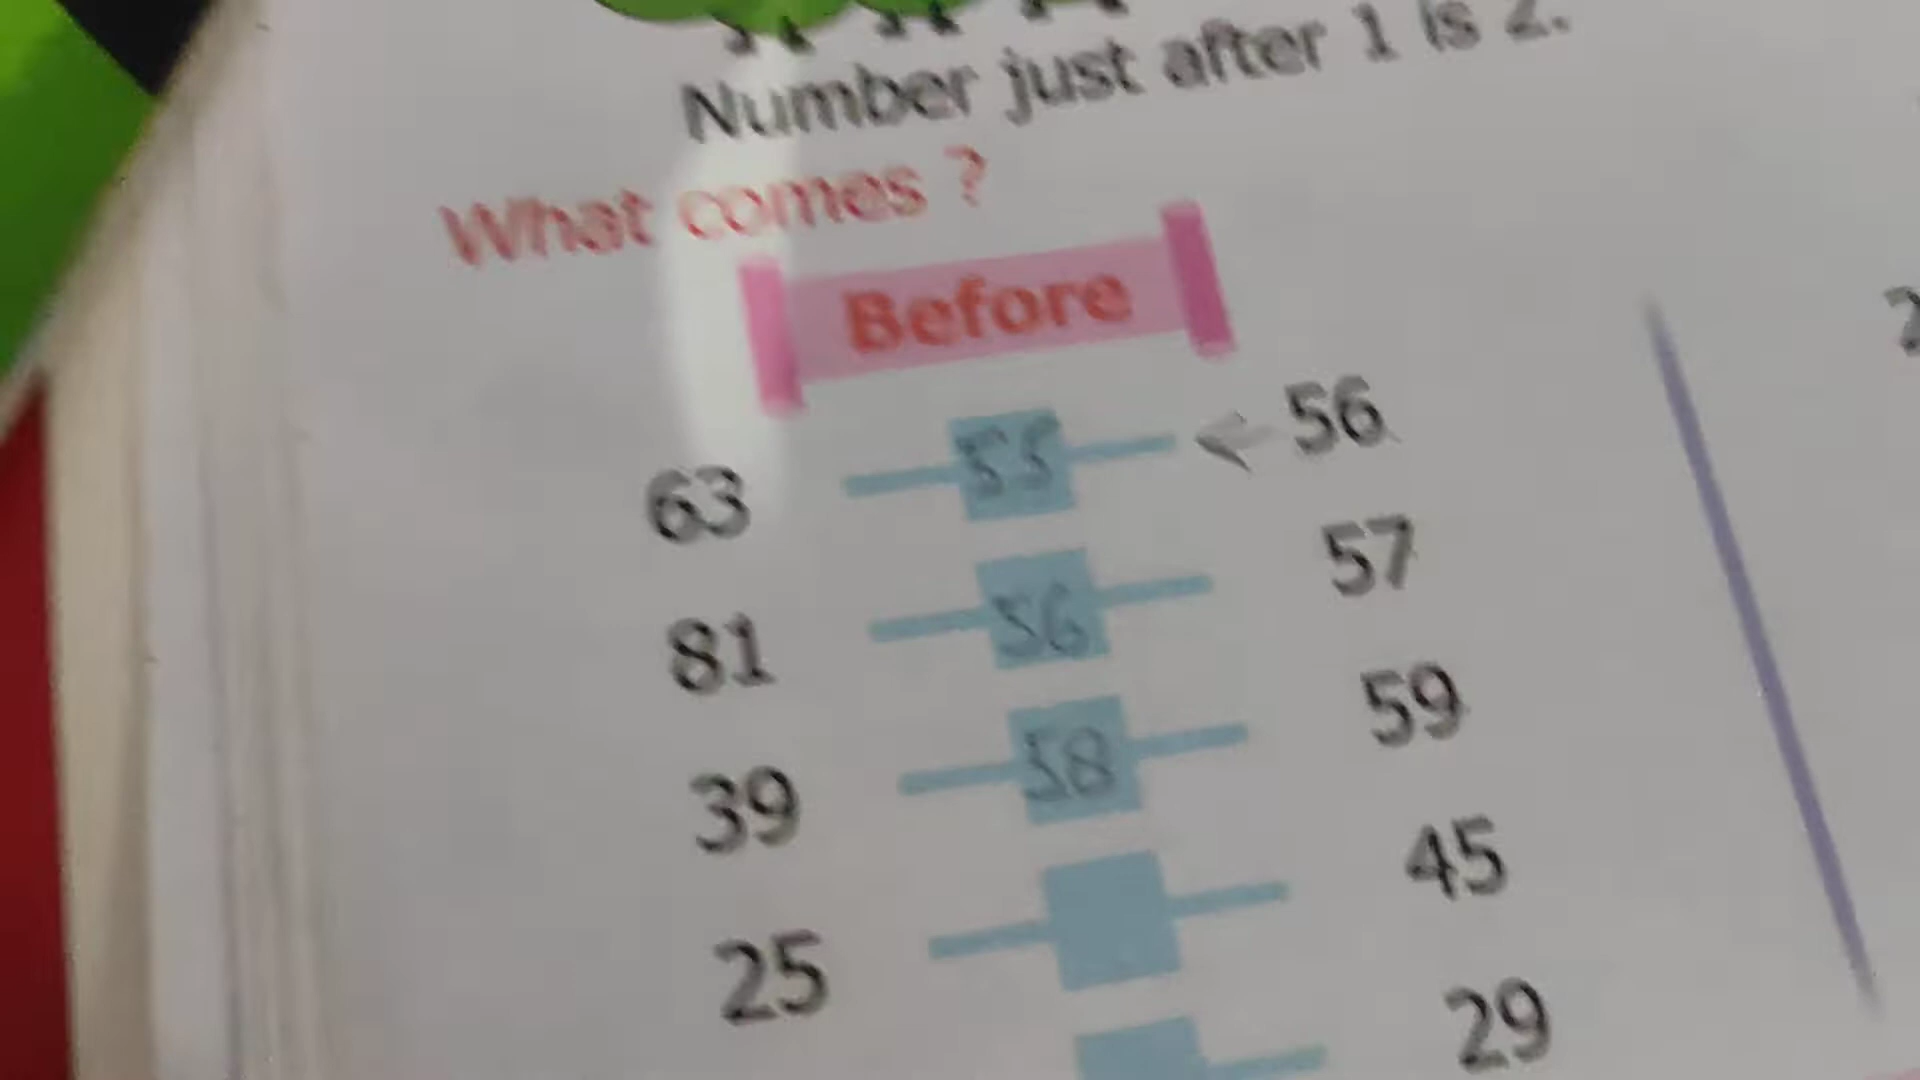 Number just after 1 is 2.
What comes ?
Before
63 55 56
81 56 57
39 58 59
25 45
29